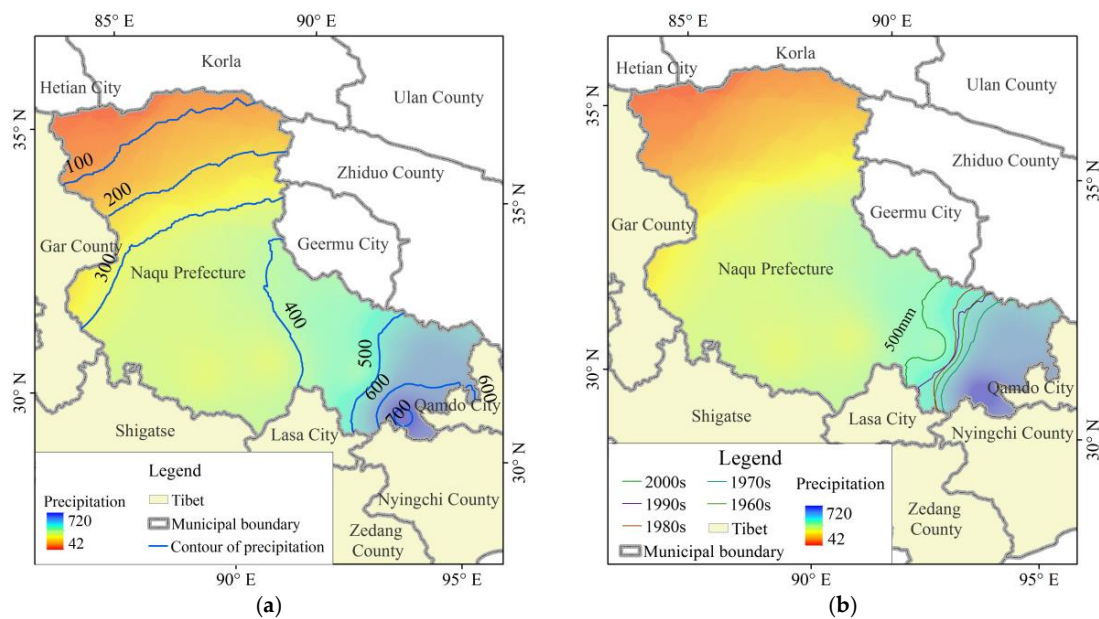 85° E
90° E
Korla
Hetian City
Ulan County
35° N
100
Zhiduo County
200
35° N
Geermu City
Gar County
300
Naqu Prefecture
400
500
30° N
600
600
700
Qamdo City
Shigatse
Lasa City
30° N
Legend
Precipitation
720
42
Tibet
Municipal boundary
Contour of precipitation
Nyingchi County
Zedang
County
90° E
95° E
(a)
90° E
Korla
Hetian City
Ulan County
35° N
Zhiduo County
35° N
Geermu City
Gar County
Naqu Prefecture
500mm
30° N
Qamdo City
Shigatse
Lasa City
Nyingchi County
30° N
Legend
2000s
1970s
Precipitation
1990s
1960s
720
1980s
Tibet
42
Municipal boundary
Zedang
County
90° E
95° E
(b)